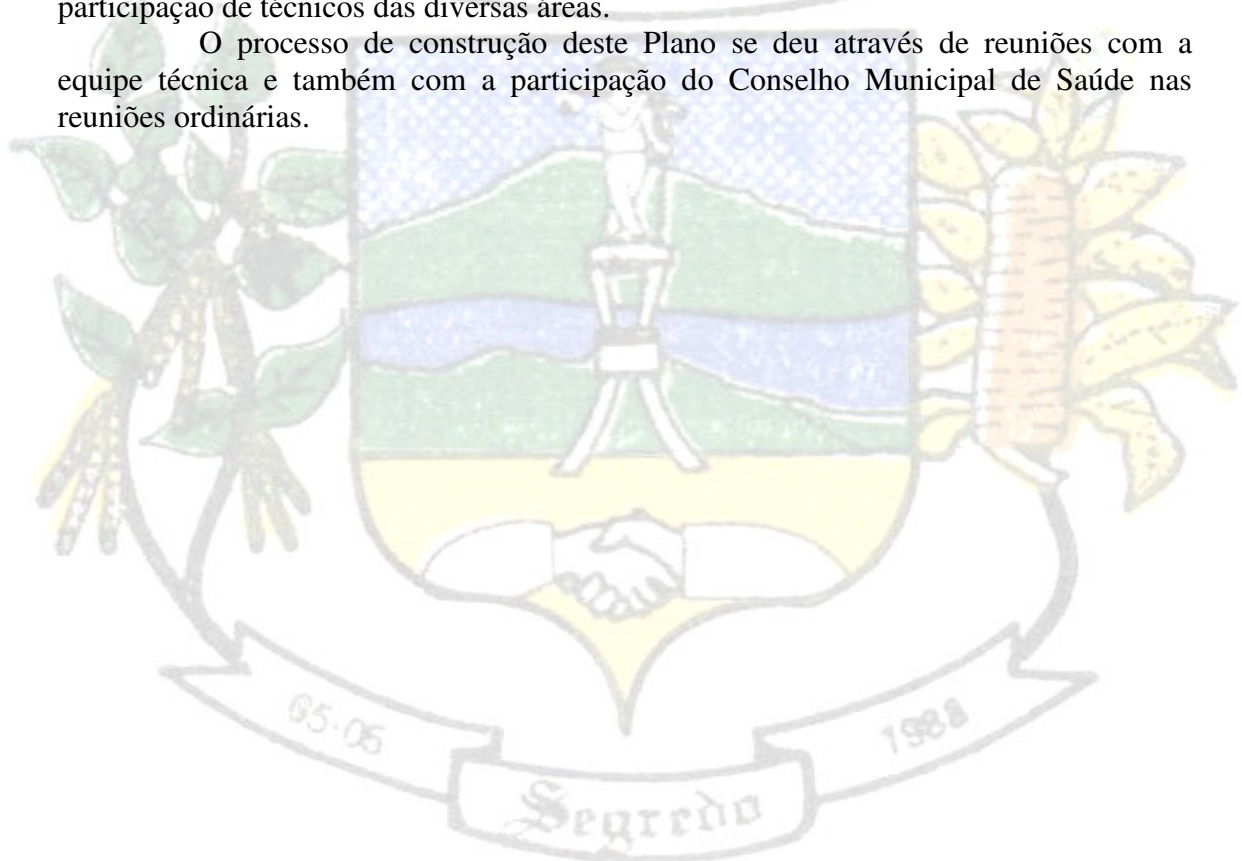 participação de técnicos das diversas áreas.
O processo de construção deste Plano se deu através de reuniões com a
equipe técnica e também com a participação do Conselho Municipal de Saúde nas
reuniões ordinárias.
05·05
1988
Segredo